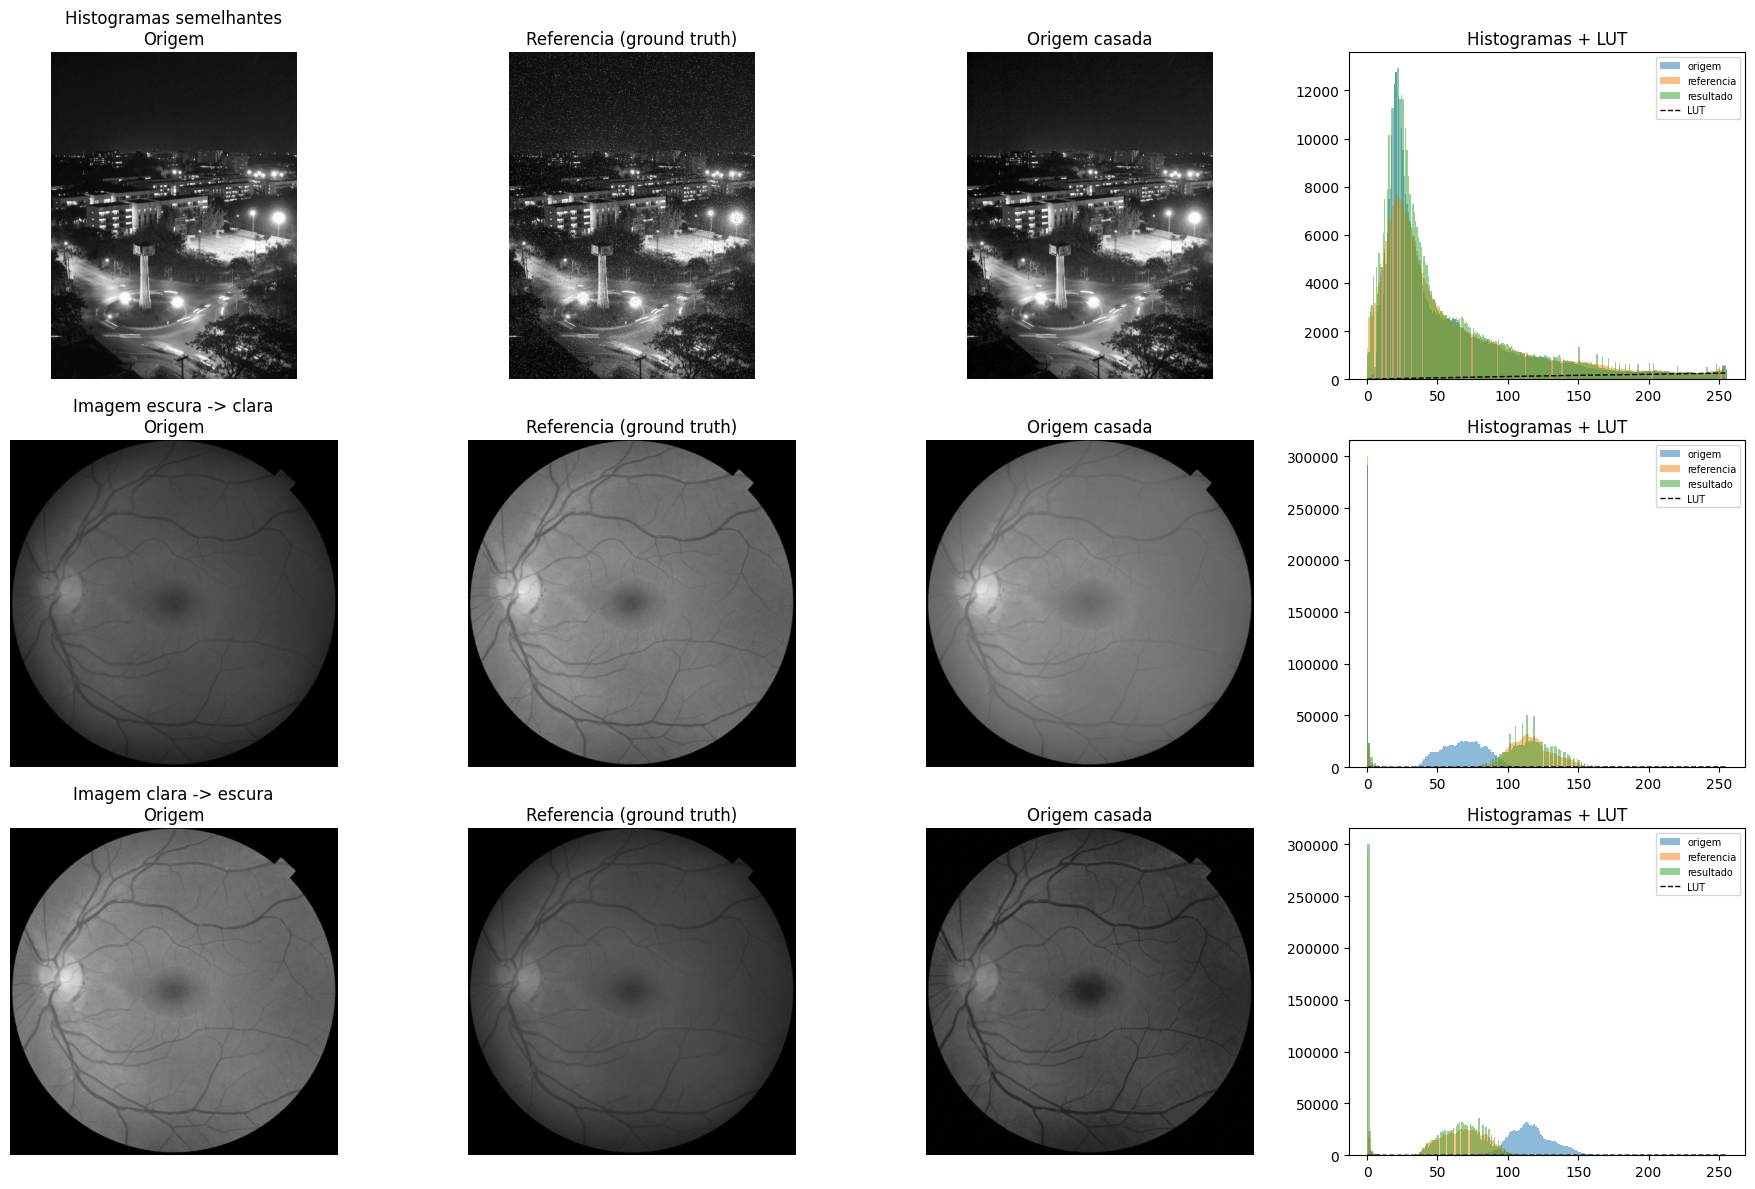 Histogramas semelhantes
Origem
Referencia (ground truth)
Origem casada
Histogramas + LUT
origem
referencia
resultado
LUT
12000
10000
8000
6000
4000
2000
0
0 50 100 150 200 250
Imagem escura -> clara
Origem
Referencia (ground truth)
Origem casada
Histogramas + LUT
origem
referencia
resultado
LUT
300000
250000
200000
150000
100000
50000
0
0 50 100 150 200 250
Imagem clara -> escura
Origem
Referencia (ground truth)
Origem casada
Histogramas + LUT
origem
referencia
resultado
LUT
300000
250000
200000
150000
100000
50000
0
0 50 100 150 200 250